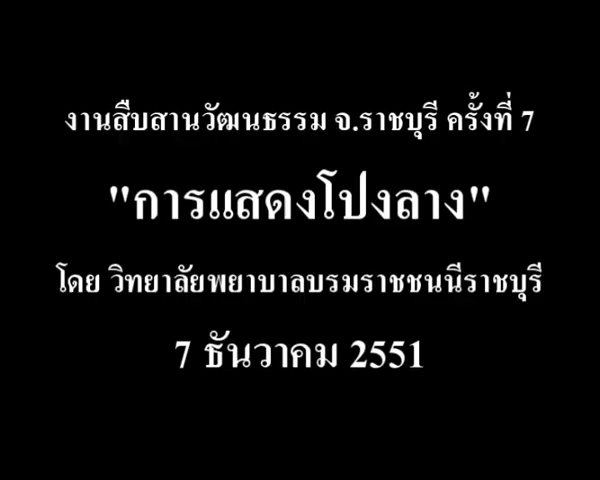 งานสืบสานวัฒนธรรม จ.ราชบุรี ครั้งที่ 7
"การแสดงโปงลาง"
โดย วิทยาลัยพยาบาลบรมราชชนนีราชบุรี
7 ธันวาคม 2551